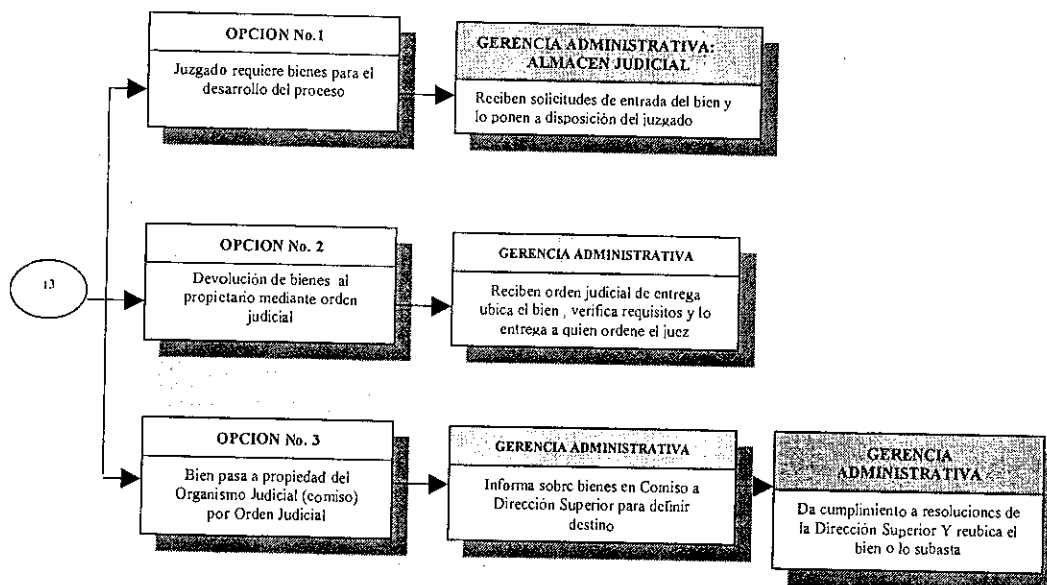 OPCION No.1
Juzgado requiere bienes para el
desarrollo del proceso
GERENCIA ADMINISTRATIVA:
ALMACEN JUDICIAL
Reciben solicitudes de entrada del bien y
lo ponen a disposición del juzgado
13
OPCION No. 2
Devolución de bienes al
propietario mediante orden
judicial
GERENCIA ADMINISTRATIVA
Reciben orden judicial de entrega
ubica el bien , verifica requisitos y lo
entrega a quien ordene el juez
OPCION No. 3
Bien pasa a propiedad del
Organismo Judicial (comiso)
por Orden Judicial
GERENCIA ADMINISTRATIVA
Informa sobre bienes en Comiso a
Dirección Superior para definir
destino
GERENCIA
ADMINISTRATIVA
Da cumplimiento a resoluciones de
la Dirección Superior Y reubica el
bien o lo subasta